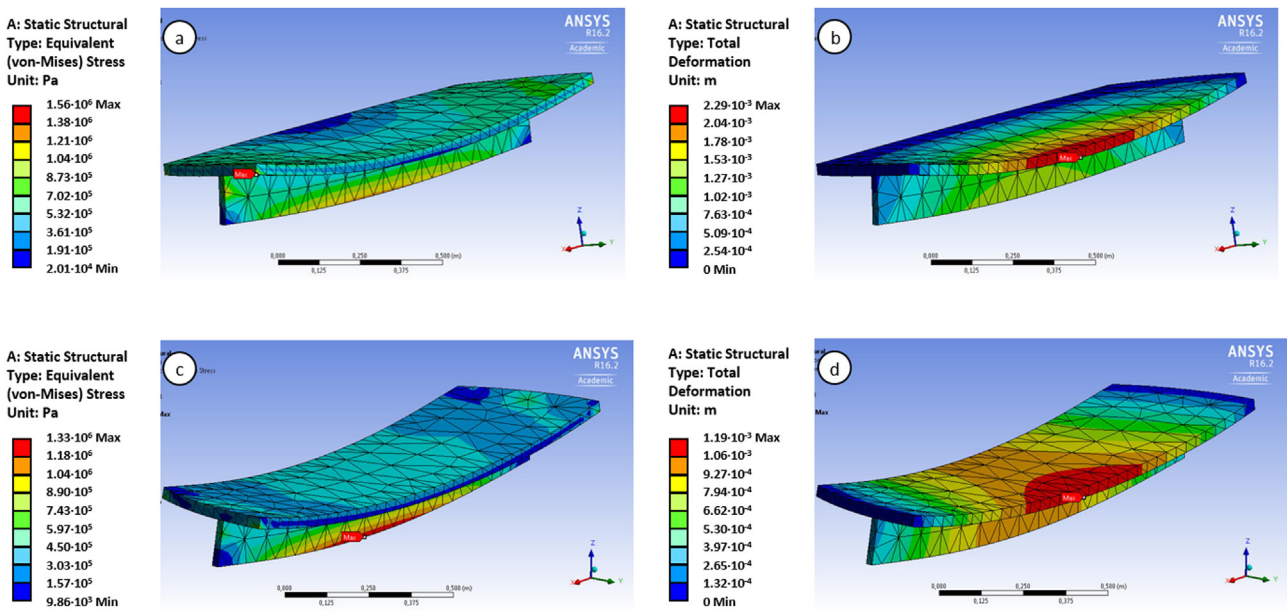 A: Static Structural
Type: Equivalent
(von-Mises) Stress
Unit: Pa
1.56·10⁶ Max
1.38·10⁶
1.21·10⁶
1.04·10⁶
8.73·10⁵
7.02·10⁵
5.32·10⁵
3.61·10⁵
1.91·10⁵
2.01·10⁴ Min
a
ANSYS
R16.2
Academic
Max
Z
X
Y
0,000
0,250
0,500 (m)
0,125
0,375
A: Static Structural
Type: Total
Deformation
Unit: m
2.29·10⁻³ Max
2.04·10⁻³
1.78·10⁻³
1.53·10⁻³
1.27·10⁻³
1.02·10⁻³
7.63·10⁻⁴
5.09·10⁻⁴
2.54·10⁻⁴
0 Min
b
ANSYS
R16.2
Academic
Max
Z
X
Y
0,000
0,250
0,500 (m)
0,125
0,375
A: Static Structural
Type: Equivalent
(von-Mises) Stress
Unit: Pa
1.33·10⁶ Max
1.18·10⁶
1.04·10⁶
8.90·10⁵
7.43·10⁵
5.97·10⁵
4.50·10⁵
3.03·10⁵
1.57·10⁵
9.86·10³ Min
c
Stress
ANSYS
R16.2
Academic
Max
Max
Z
X
Y
0,000
0,250
0,500 (m)
0,125
0,375
A: Static Structural
Type: Total
Deformation
Unit: m
1.19·10⁻³ Max
1.06·10⁻³
9.27·10⁻⁴
7.94·10⁻⁴
6.62·10⁻⁴
5.30·10⁻⁴
3.97·10⁻⁴
2.65·10⁻⁴
1.32·10⁻⁴
0 Min
d
ANSYS
R16.2
Academic
Max
Max
Z
X
Y
0,000
0,250
0,500 (m)
0,125
0,375